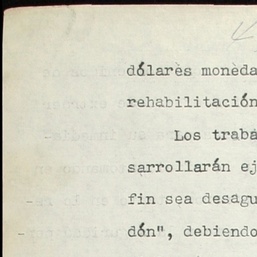 dólares moneda
rehabilitación
Los traba
sarrollarán ej
fin sea desagu
dón", debiendo